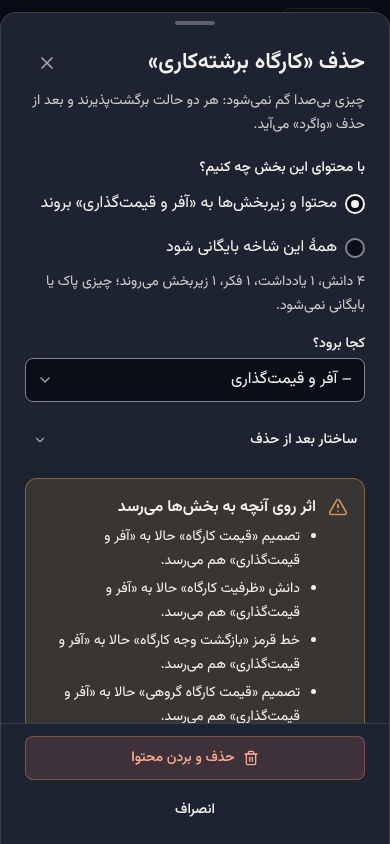 حذف «کارگاه برشته‌کاری»
چیزی بی‌صدا گم نمی‌شود: هر دو حالت برگشت‌پذیرند و بعد از
حذف «واگرد» می‌آید.
با محتوای این بخش چه کنیم؟
محتوا و زیربخش‌ها به «آفر و قیمت‌گذاری» بروند
همهٔ این شاخه بایگانی شود
۴ دانش، ۱ یادداشت، ۱ فکر، ۱ زیربخش می‌روند؛ چیزی پاک یا
بایگانی نمی‌شود.
کجا برود؟
– آفر و قیمت‌گذاری
ساختار بعد از حذف
اثر روی آنچه به بخش‌ها می‌رسد
• تصمیم «قیمت کارگاه» حالا به «آفر و
قیمت‌گذاری» هم می‌رسد.
• دانش «ظرفیت کارگاه» حالا به «آفر و
قیمت‌گذاری» هم می‌رسد.
• خط قرمز «بازگشت وجه کارگاه» حالا به «آفر و
قیمت‌گذاری» هم می‌رسد.
• تصمیم «قیمت کارگاه گروهی» حالا به «آفر و
قیمت‌گذاری» هم می‌رسد.
حذف و بردن محتوا
انصراف